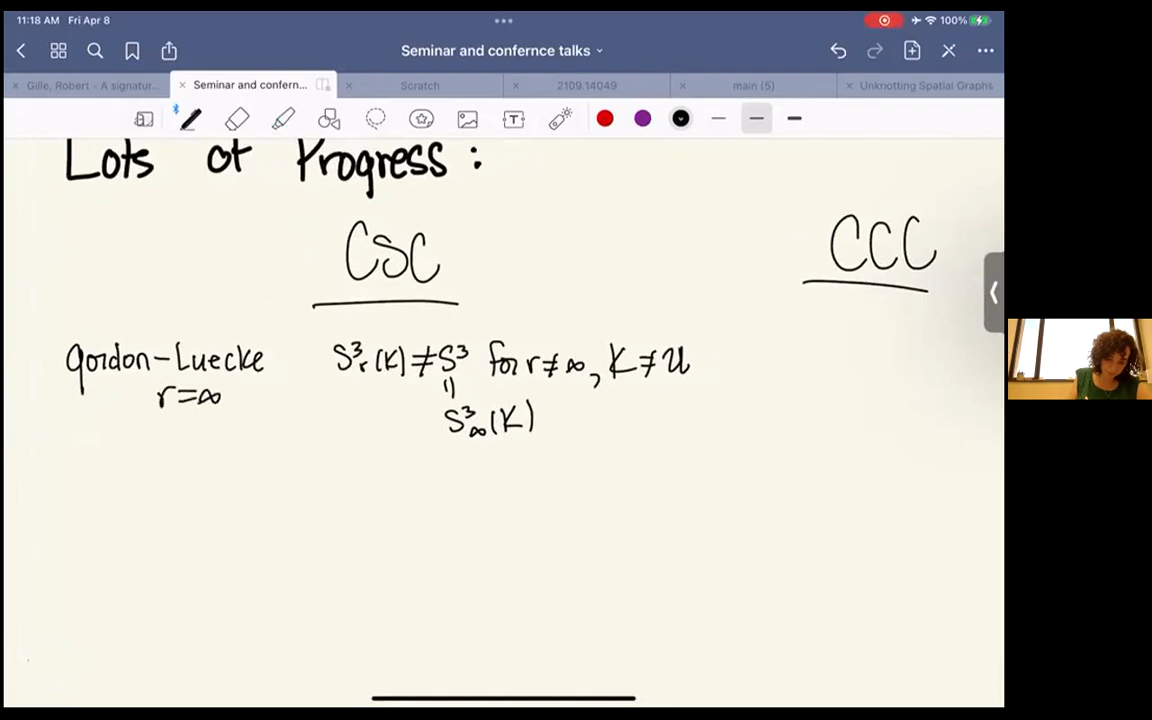 11:18 AM Fri Apr 8
100%
Seminar and confernce talks
Gille, Robert - A signatur...
Seminar and confern...
Scratch
2109.14049
main (5)
Unknotting Spatial Graphs
Lots of Progress:
CSC
CCC
Gordon-Luecke S³ᵣ(K)≠S³ for r≠∞, K≠U
r=∞ ॥
S³∞(K)